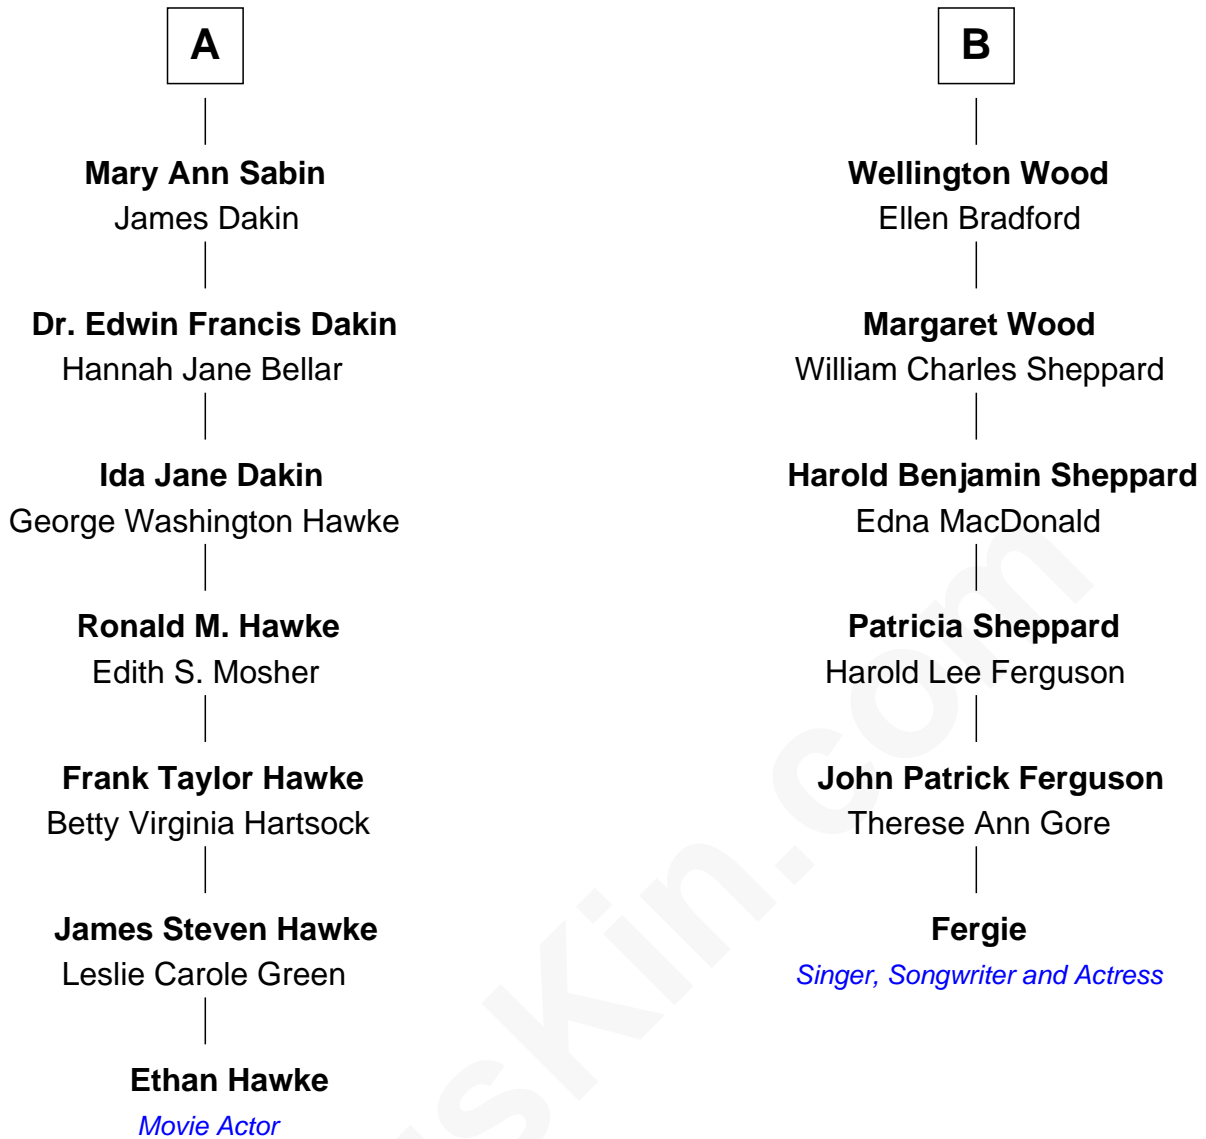 A
Mary Ann Sabin
James Dakin
Dr. Edwin Francis Dakin
Hannah Jane Bellar
Ida Jane Dakin
George Washington Hawke
Ronald M. Hawke
Edith S. Mosher
Frank Taylor Hawke
Betty Virginia Hartsock
James Steven Hawke
Leslie Carole Green
Ethan Hawke
Movie Actor
B
Wellington Wood
Ellen Bradford
Margaret Wood
William Charles Sheppard
Harold Benjamin Sheppard
Edna MacDonald
Patricia Sheppard
Harold Lee Ferguson
John Patrick Ferguson
Therese Ann Gore
Fergie
Singer, Songwriter and Actress
sKin.com